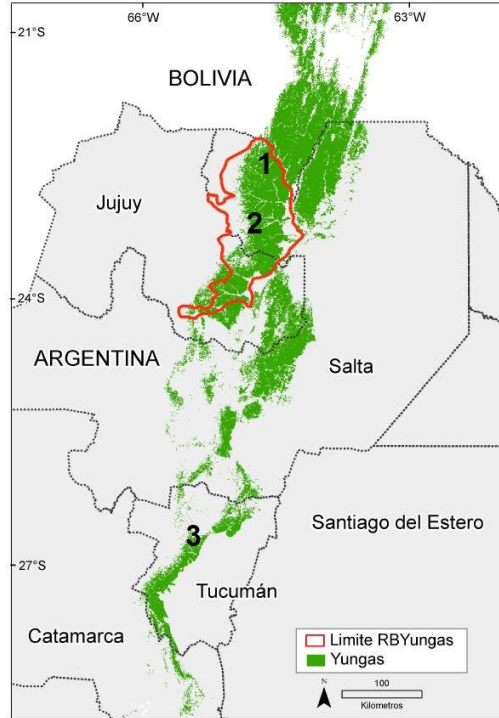 66°W
63°W
21°S
BOLIVIA
1
Jujuy
2
24°S
ARGENTINA
Salta
3
Santiago del Estero
27°S
Tucumán
Catamarca
Limite RBYungas
Yungas
N
100
Kilometros